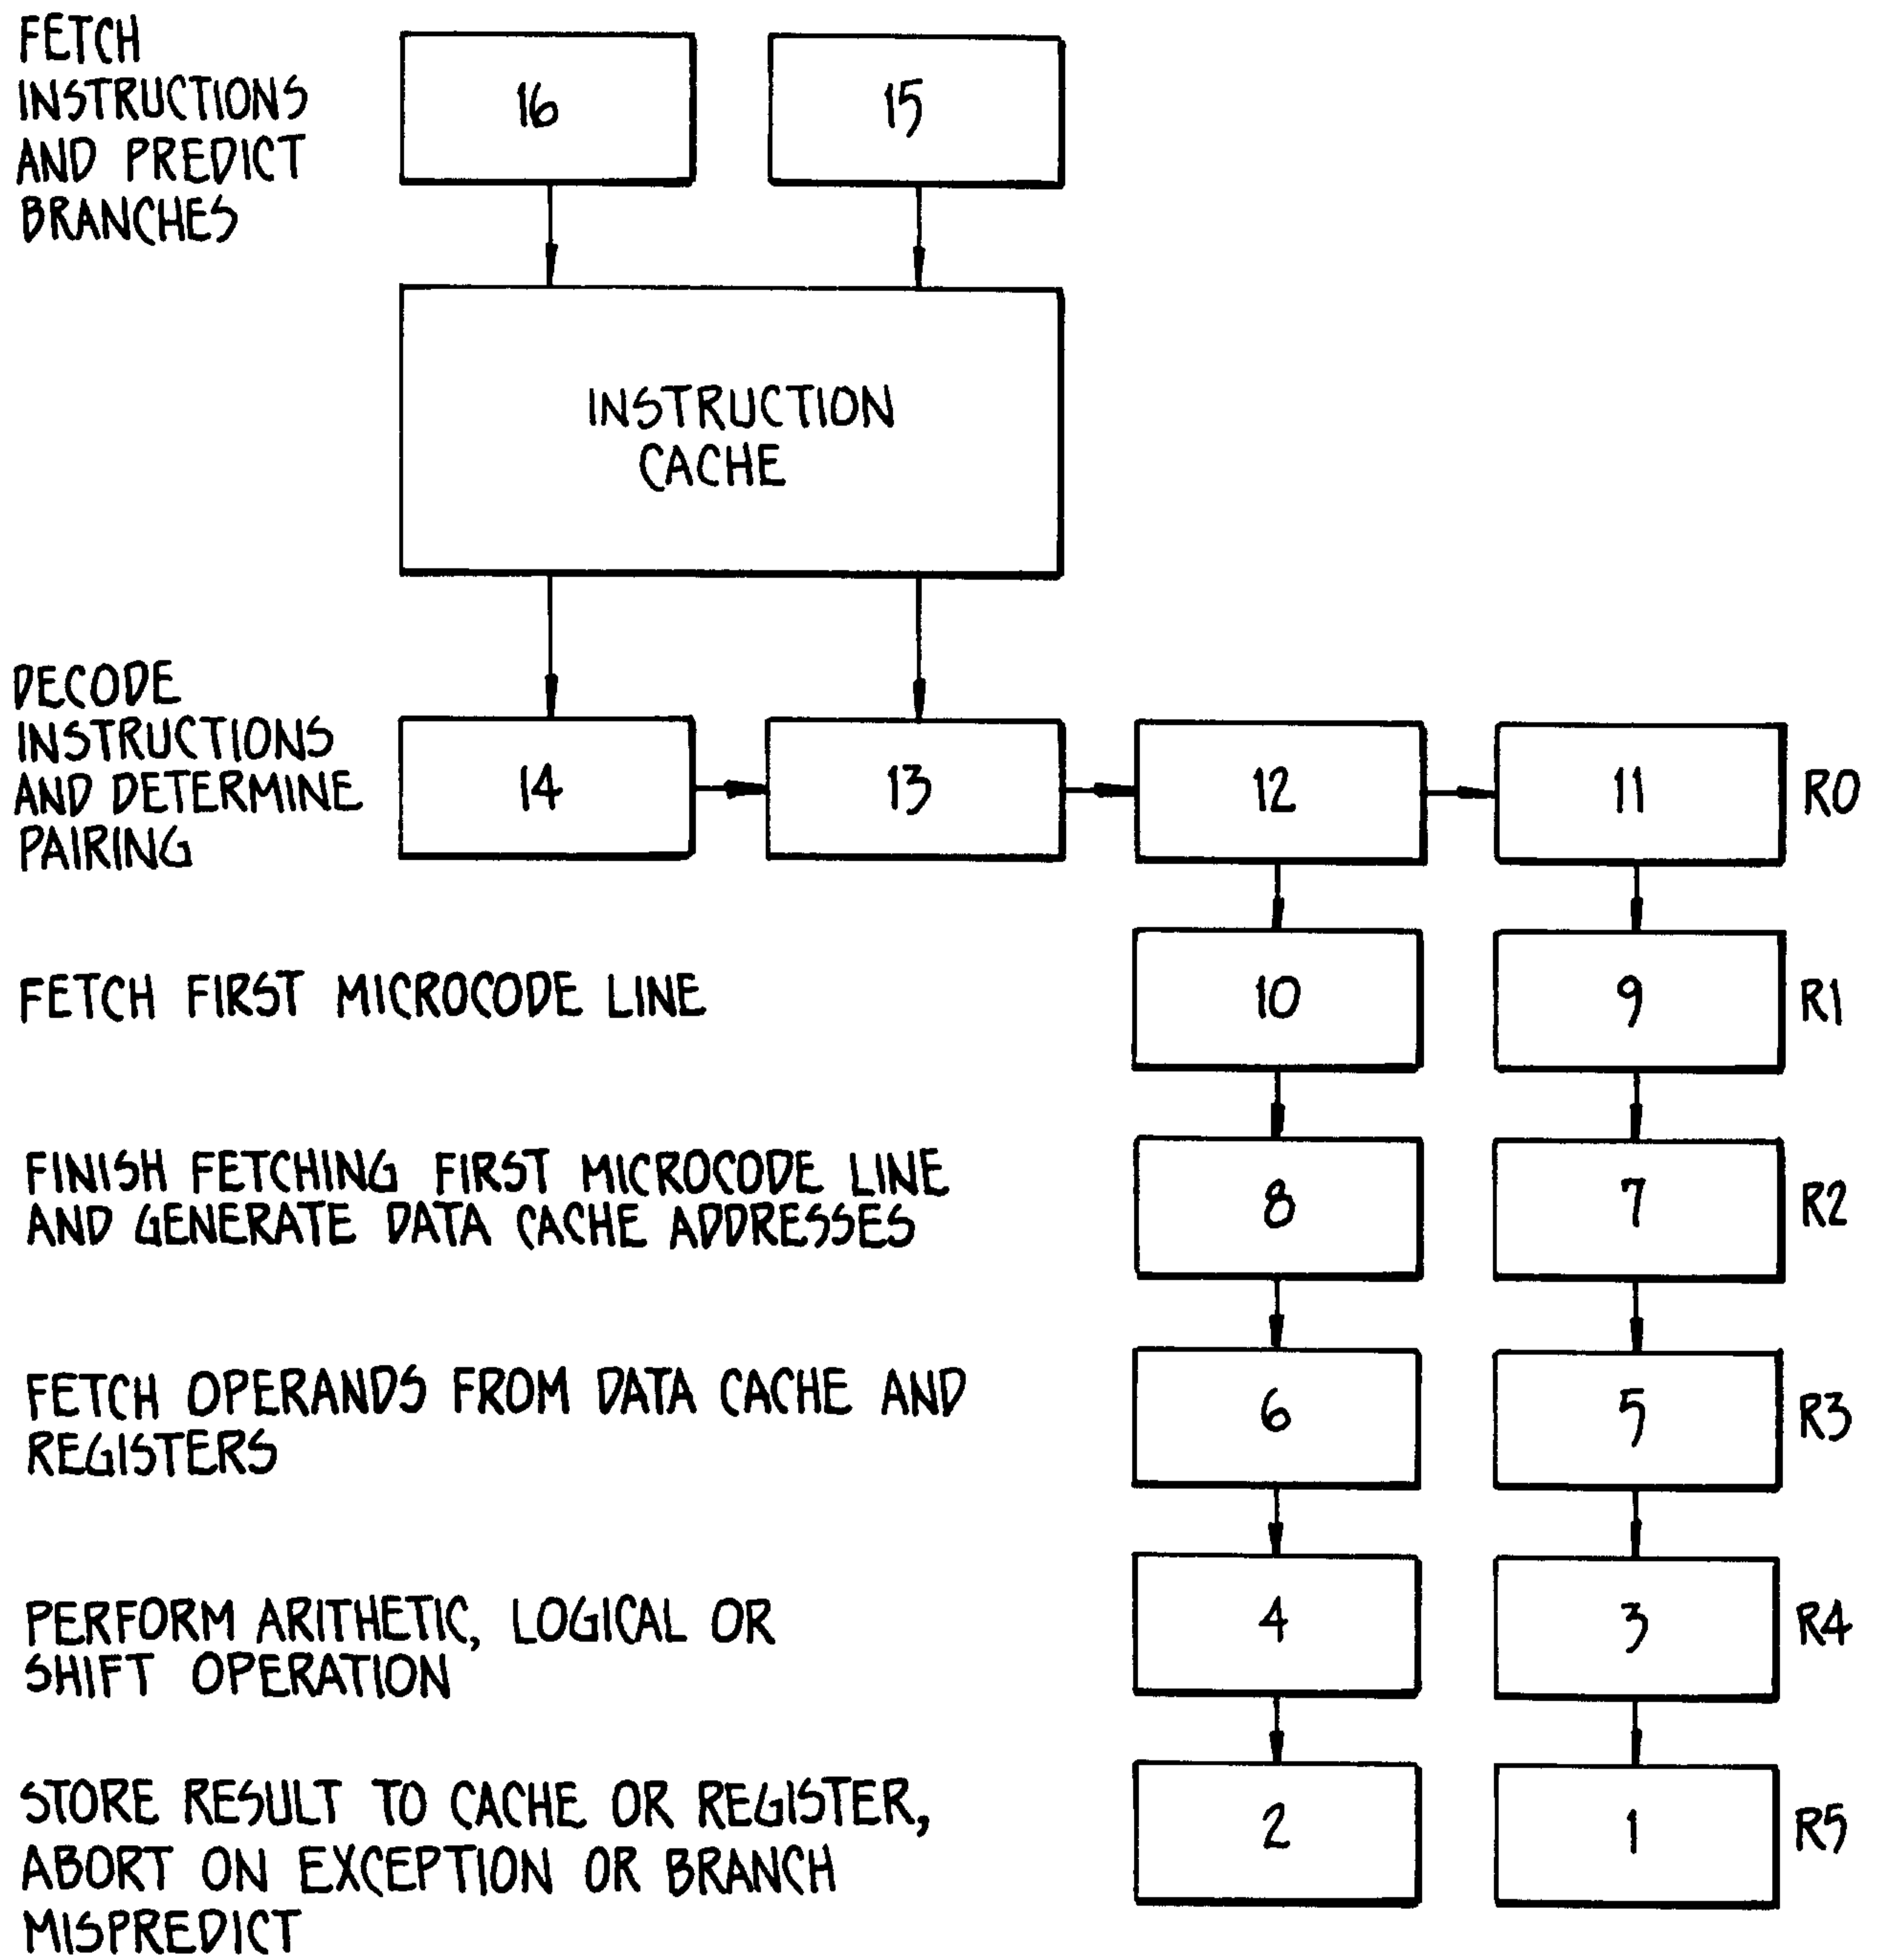 FETCH
INSTRUCTIONS
AND PREDICT
BRANCHES
16
15
INSTRUCTION
CACHE
DECODE
INSTRUCTIONS
AND DETERMINE
PAIRING
14
13
12
11
R0
FETCH FIRST MICROCODE LINE
10
9
R1
FINISH FETCHING FIRST MICROCODE LINE
AND GENERATE DATA CACHE ADDRESSES
8
7
R2
FETCH OPERANDS FROM DATA CACHE AND
REGISTERS
6
5
R3
PERFORM ARITHETIC, LOGICAL OR
SHIFT OPERATION
4
3
R4
STORE RESULT TO CACHE OR REGISTER,
ABORT ON EXCEPTION OR BRANCH
MISPREDICT
2
1
R5